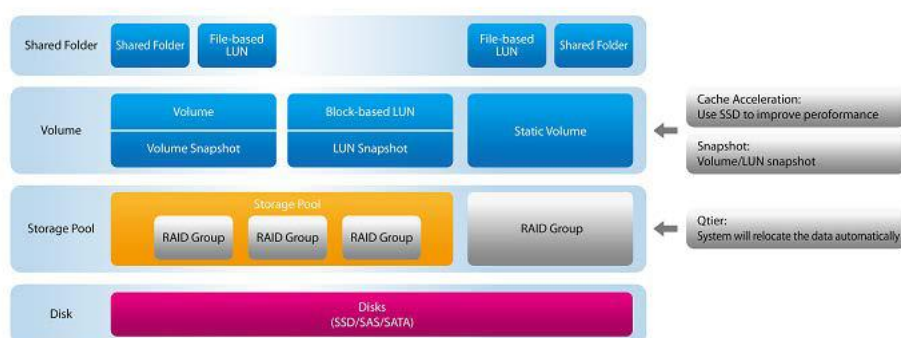 Shared Folder
Shared Folder
File-based
LUN
File-based
LUN
Shared Folder
Volume
Volume
Volume Snapshot
Block-based LUN
LUN Snapshot
Static Volume
Cache Acceleration:
Use SSD to improve peroformance
Snapshot:
Volume/LUN snapshot
Storage Pool
Storage Pool
RAID Group
RAID Group
RAID Group
RAID Group
Qtier:
System will relocate the data automatically
Disk
Disks
(SSD/SAS/SATA)